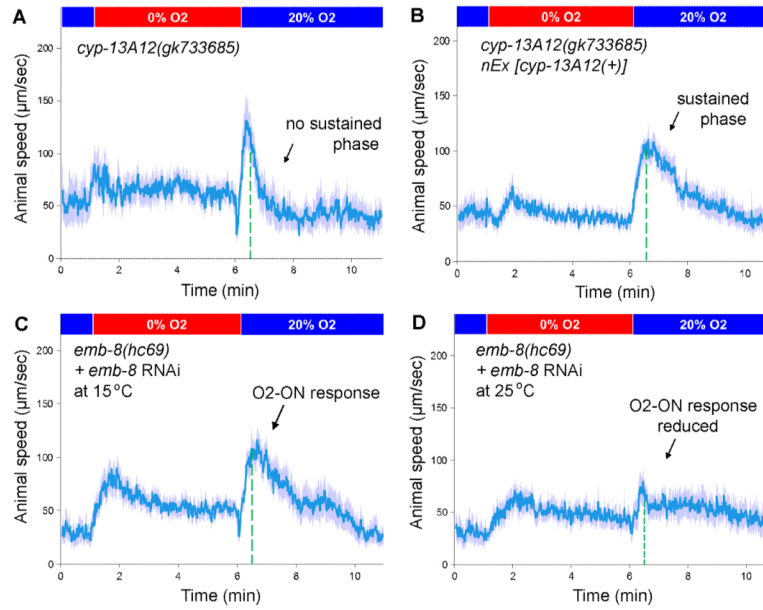 A
0% O2
20% O2
cyp-13A12(gk733685)
no sustained
phase
Animal speed (µm/sec)
200
150
100
50
0
0 2 4 6 8 10
Time (min)
B
0% O2
20% O2
cyp-13A12(gk733685)
nEx [cyp-13A12(+)]
sustained
phase
Animal speed (µm/sec)
200
150
100
50
0
0 2 4 6 8 10
Time (min)
C
0% O2
20% O2
emb-8(hc69)
+ emb-8 RNAi
at 15°C
O2-ON response
Animal speed (µm/sec)
200
150
100
50
0
0 2 4 6 8 10
Time (min)
D
0% O2
20% O2
emb-8(hc69)
+ emb-8 RNAi
at 25°C
O2-ON response
reduced
Animal speed (µm/sec)
200
150
100
50
0
0 2 4 6 8 10
Time (min)